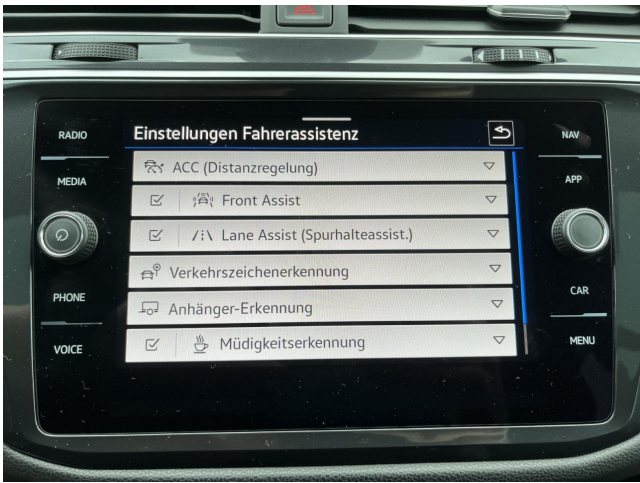 RADIO
MEDIA
PHONE
VOICE
Einstellungen Fahrerassistenz
ACC (Distanzregelung)
Front Assist
Lane Assist (Spurhalteassist.)
Verkehrszeichenerkennung
Anhänger-Erkennung
Müdigkeitserkennung
NAV
APP
CAR
MENU